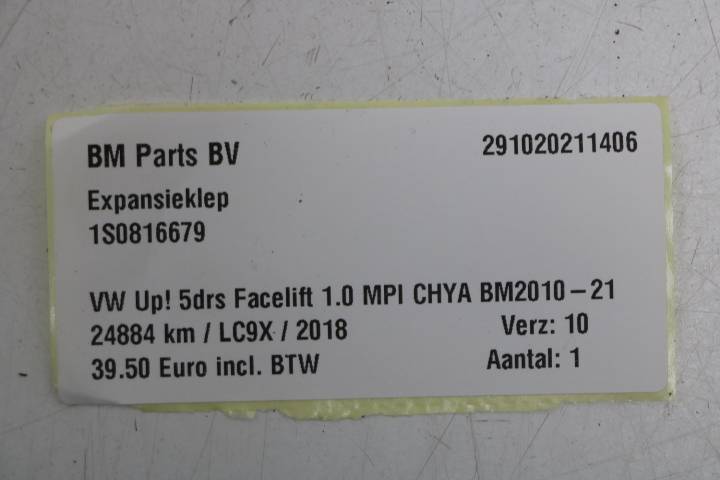 BM Parts BV 291020211406
Expansieklep
1S0816679
VW Up! 5drs Facelift 1.0 MPI CHYA BM2010-21
24884 km / LC9X / 2018 Verz: 10
39.50 Euro incl. BTW Aantal: 1